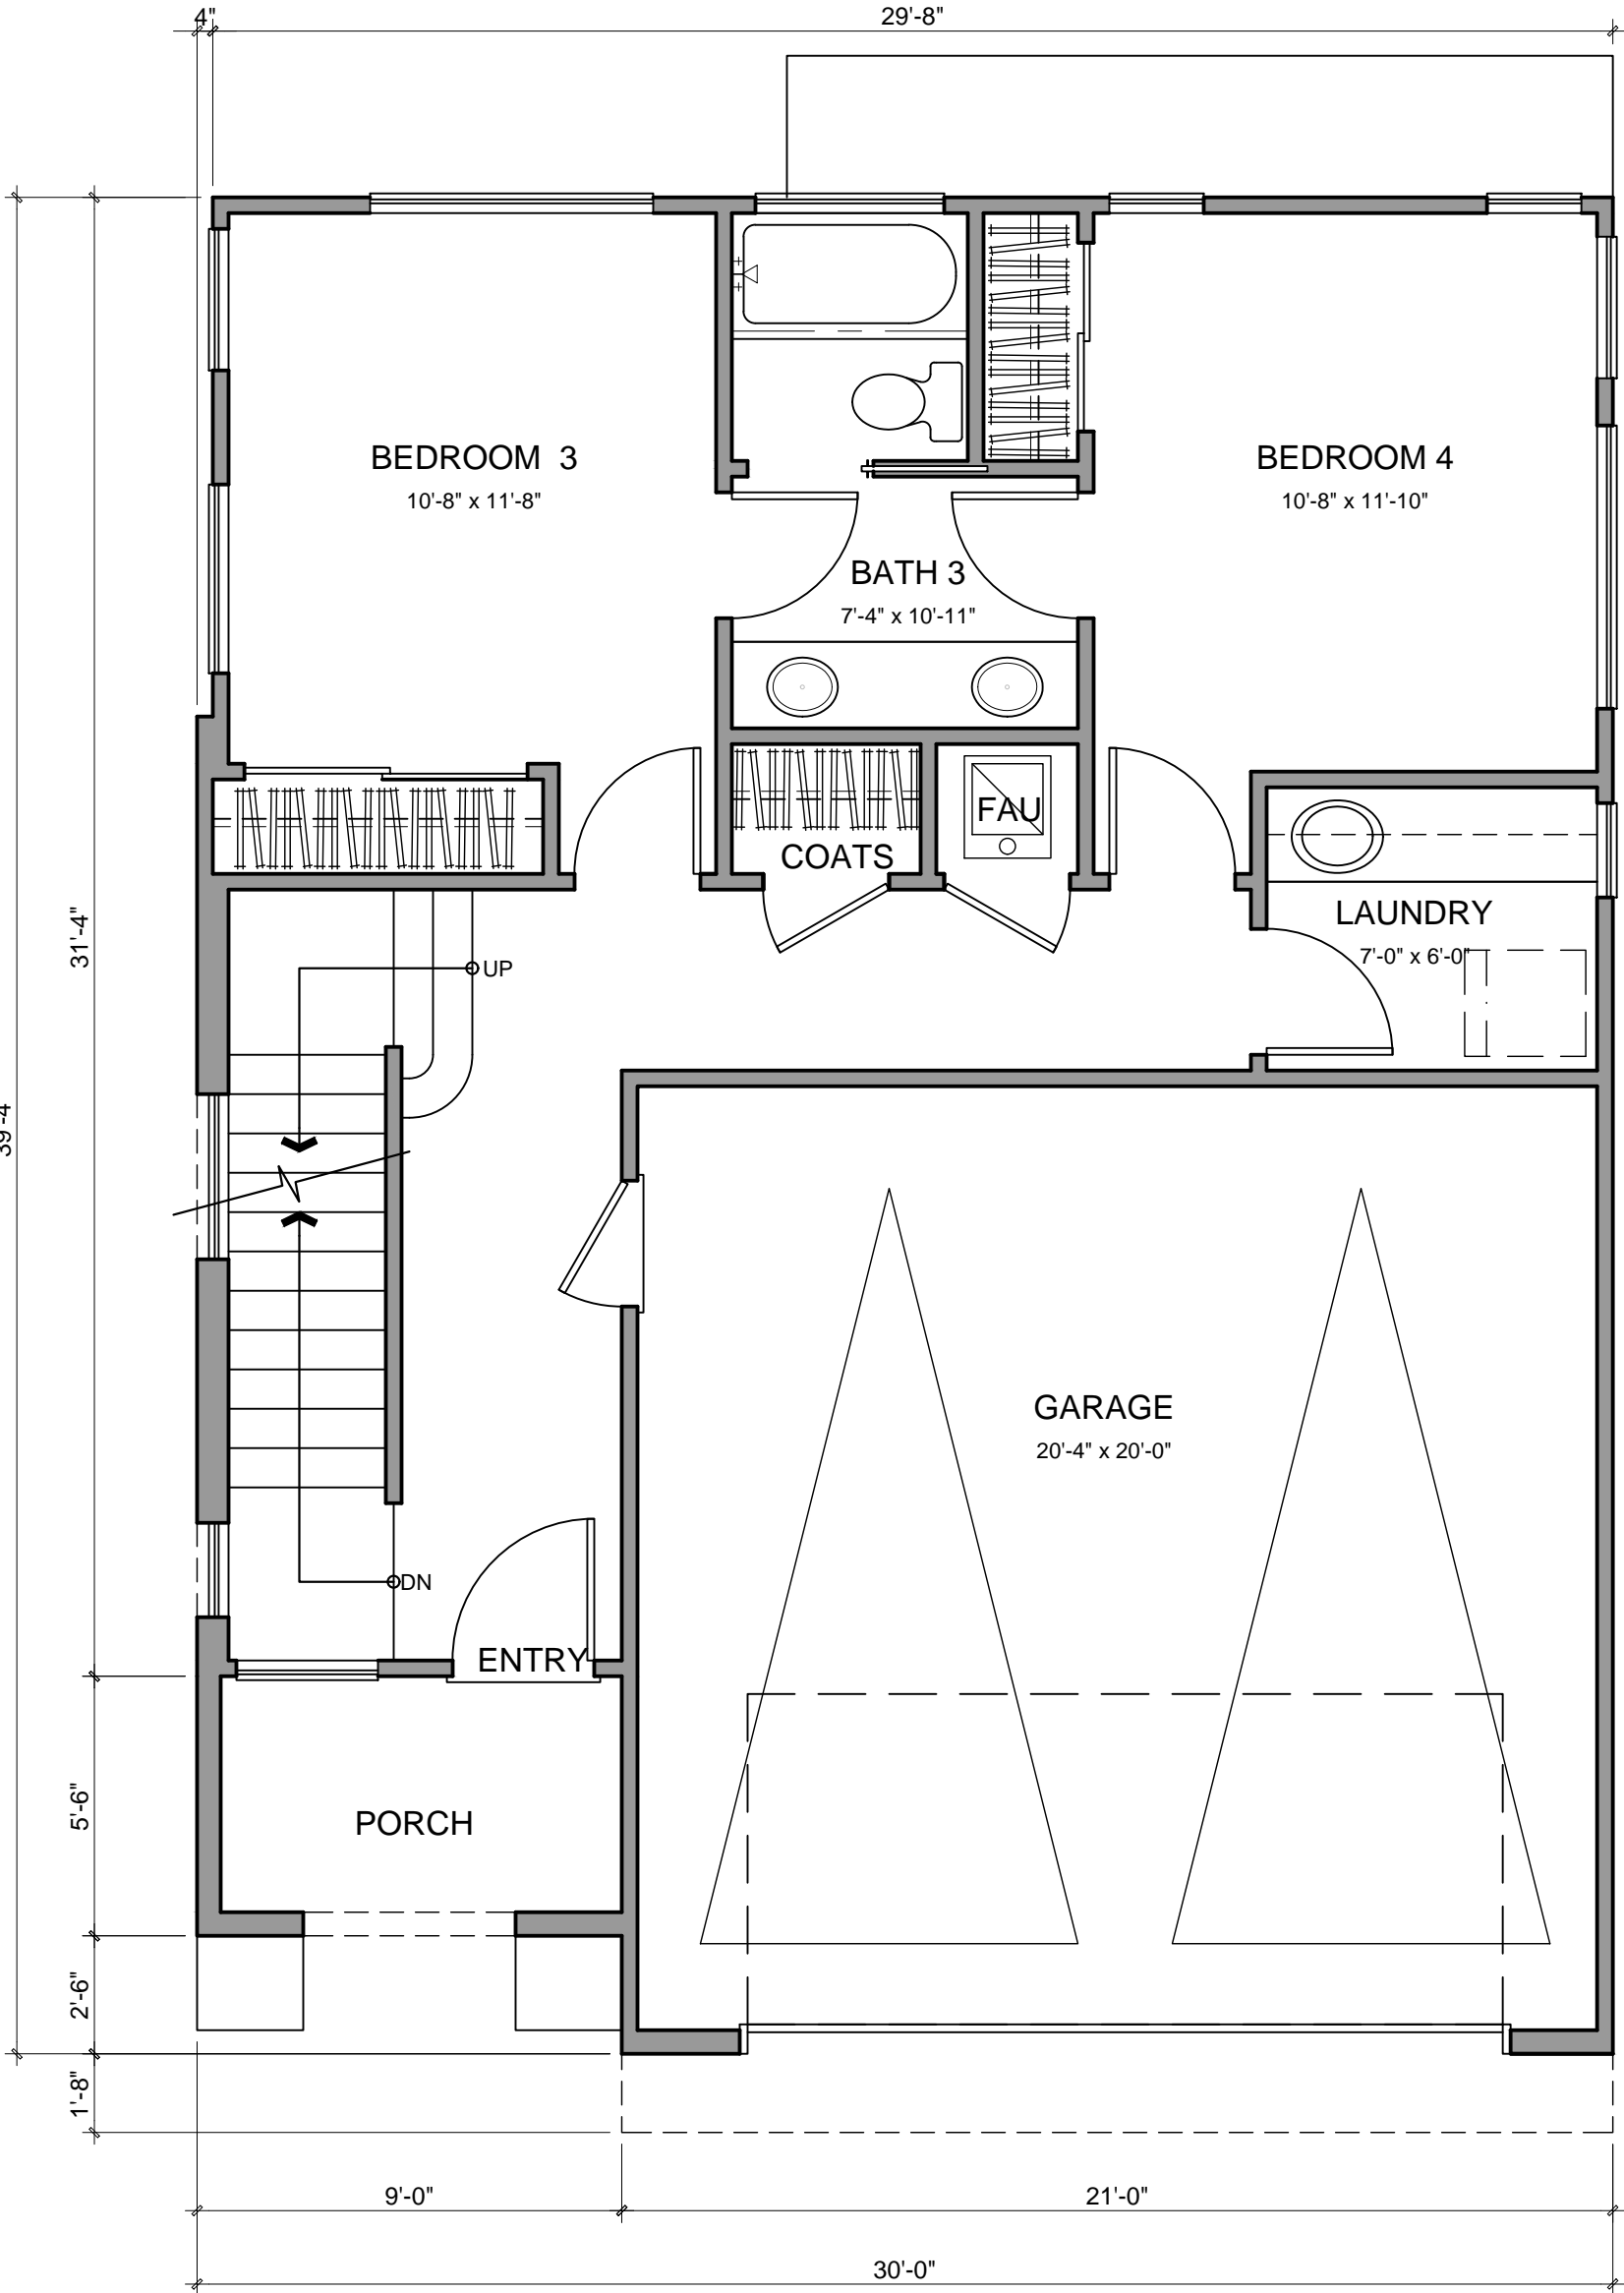 4"
29'-8"
BEDROOM 3
10'-8" x 11'-8"
BEDROOM 4
10'-8" x 11'-10"
BATH 3
7'-4" x 10'-11"
FAU
COATS
LAUNDRY
7'-0" x 6'-0"
31'-4"
UP
39'-4
GARAGE
20'-4" x 20'-0"
DN
ENTRY
5'-6"
PORCH
2'-6"
1'-8"
9'-0"
21'-0"
30'-0"